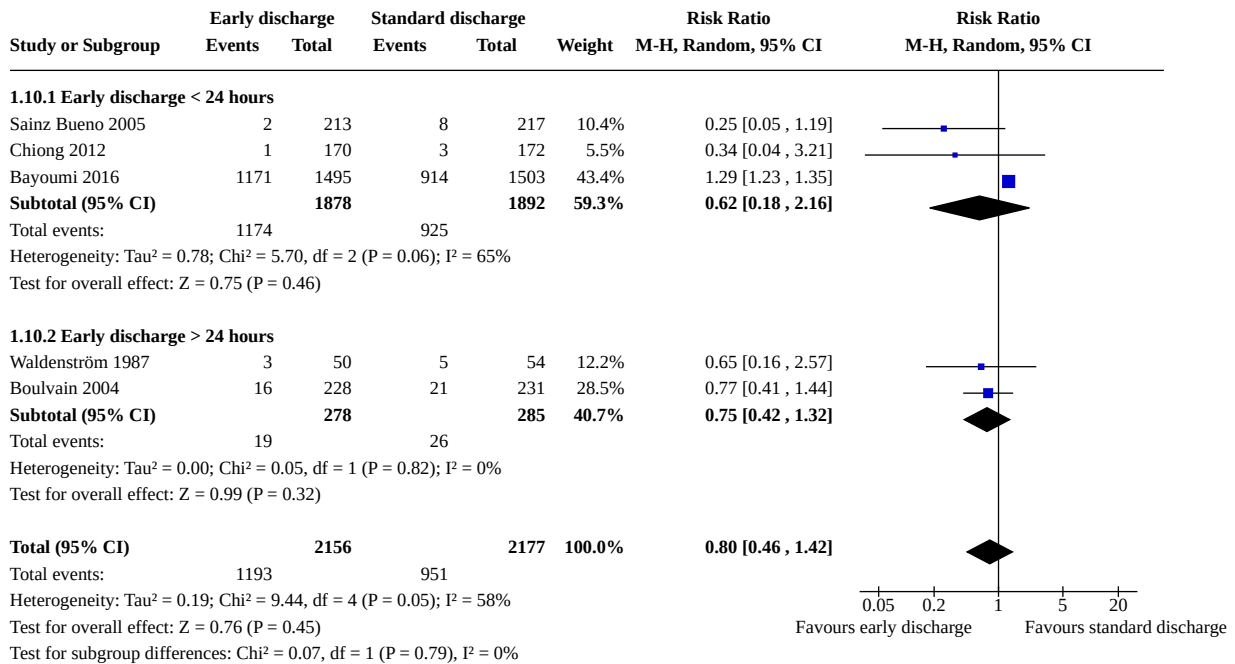 Early discharge Standard discharge Risk Ratio Risk Ratio
Study or Subgroup Events Total Events Total Weight M-H, Random, 95% CI M-H, Random, 95% CI
1.10.1 Early discharge < 24 hours
Sainz Bueno 2005 2 213 8 217 10.4% 0.25 [0.05 , 1.19]
Chiong 2012 1 170 3 172 5.5% 0.34 [0.04 , 3.21]
Bayoumi 2016 1171 1495 914 1503 43.4% 1.29 [1.23 , 1.35]
Subtotal (95% CI) 1878 1892 59.3% 0.62 [0.18 , 2.16]
Total events: 1174 925
Heterogeneity: Tau² = 0.78; Chi² = 5.70, df = 2 (P = 0.06); I² = 65%
Test for overall effect: Z = 0.75 (P = 0.46)
1.10.2 Early discharge > 24 hours
Waldenström 1987 3 50 5 54 12.2% 0.65 [0.16 , 2.57]
Boulvain 2004 16 228 21 231 28.5% 0.77 [0.41 , 1.44]
Subtotal (95% CI) 278 285 40.7% 0.75 [0.42 , 1.32]
Total events: 19 26
Heterogeneity: Tau² = 0.00; Chi² = 0.05, df = 1 (P = 0.82); I² = 0%
Test for overall effect: Z = 0.99 (P = 0.32)
Total (95% CI) 2156 2177 100.0% 0.80 [0.46 , 1.42]
Total events: 1193 951
Heterogeneity: Tau² = 0.19; Chi² = 9.44, df = 4 (P = 0.05); I² = 58%
0.05 0.2 1 5 20
Test for overall effect: Z = 0.76 (P = 0.45) Favours early discharge Favours standard discharge
Test for subgroup differences: Chi² = 0.07, df = 1 (P = 0.79), I² = 0%